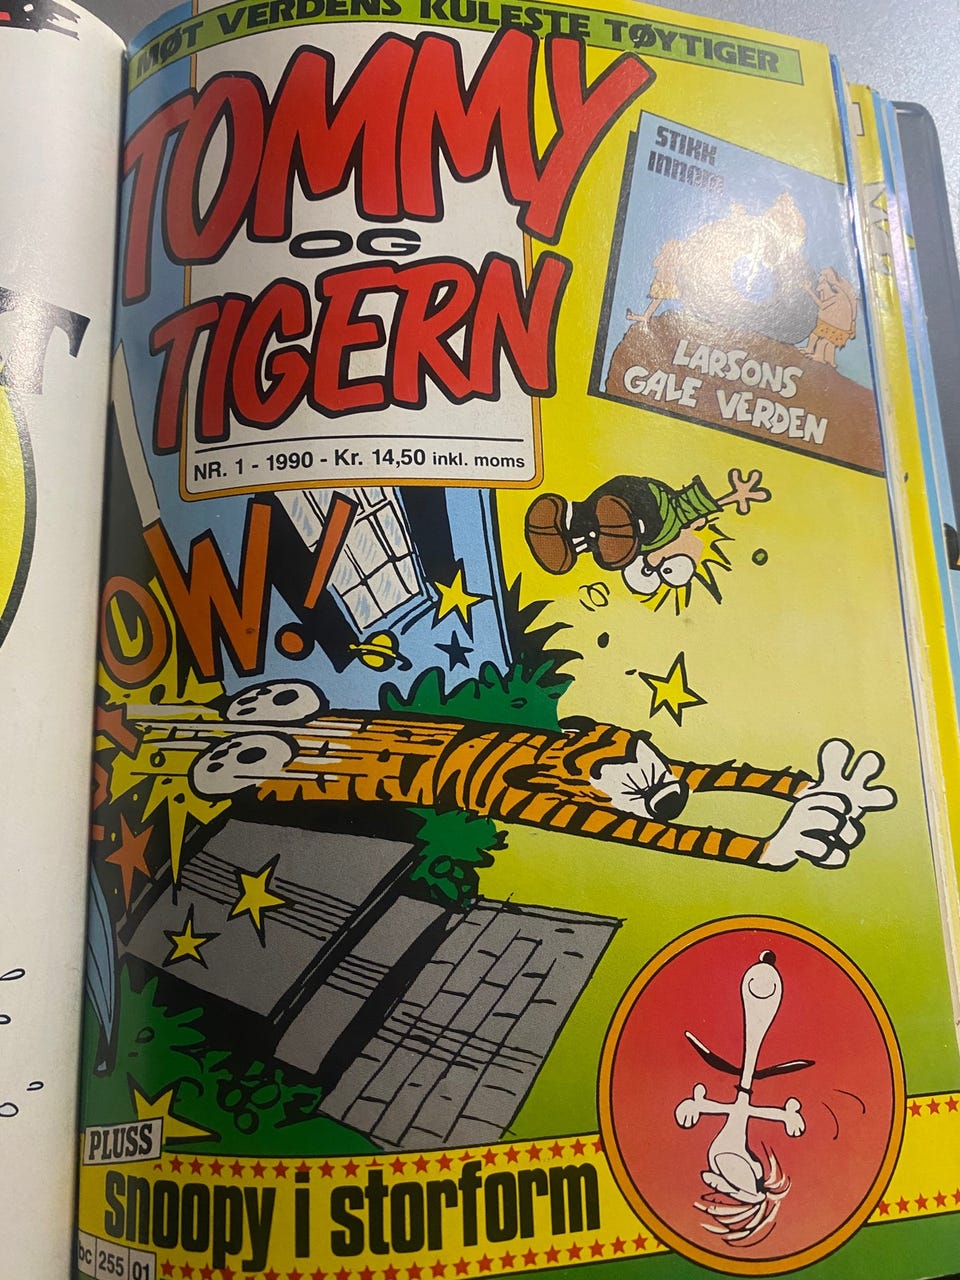 MØT VERDENS KULESTE TØYTIGER
TOMMY
OG
TIGERN
NR. 1 - 1990 - Kr. 14,50 inkl. moms
STIKK
INNOM
LARSONS
GALE VERDEN
YOW!
PLUSS
snoopy i storform
bc 255 01